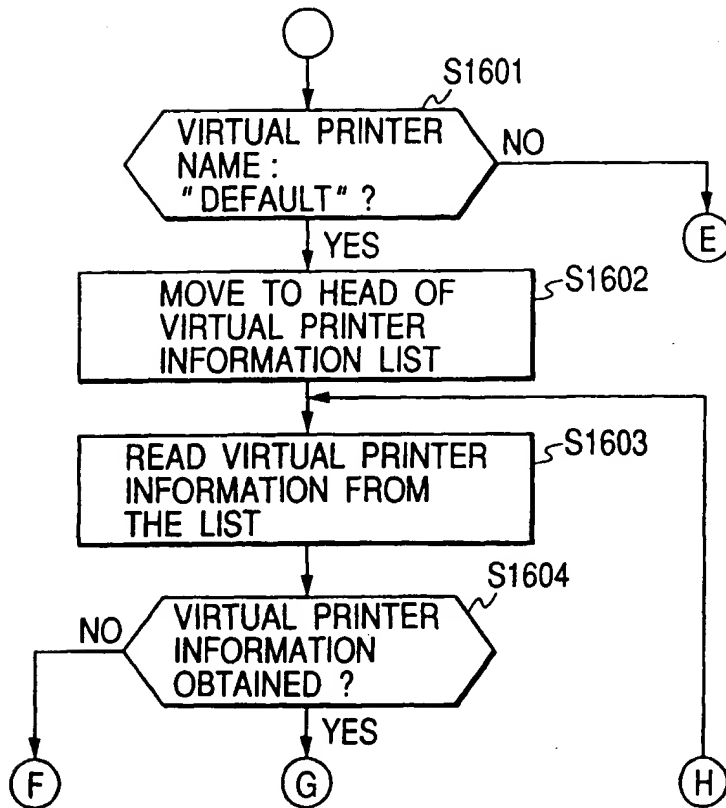 S1601
VIRTUAL PRINTER
NAME :
"DEFAULT" ?
NO
E
YES
S1602
MOVE TO HEAD OF
VIRTUAL PRINTER
INFORMATION LIST
S1603
READ VIRTUAL PRINTER
INFORMATION FROM
THE LIST
S1604
NO
VIRTUAL PRINTER
INFORMATION
OBTAINED ?
YES
F
G
H